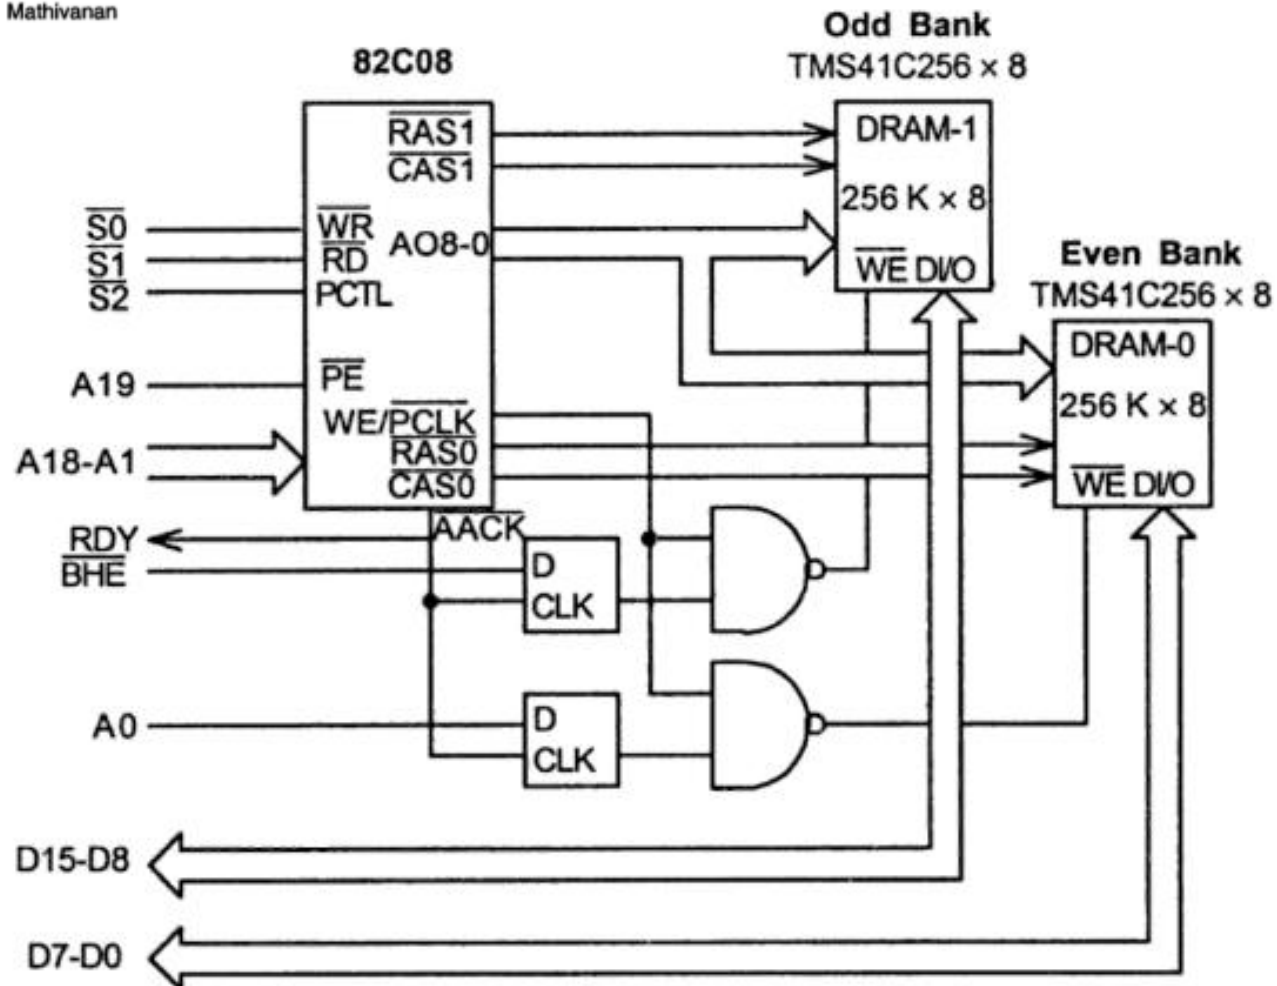 Mathivanan
Odd Bank
TMS41C256 × 8
82C08
RAS1
CAS1
DRAM-1
256 K × 8
WE DI/O
S0
S1
S2
WR
RD
PCTL
AO8-0
Even Bank
TMS41C256 × 8
DRAM-0
256 K × 8
WE DI/O
A19
PE
WE/PCLK
RAS0
CAS0
A18-A1
RDY
AACK
BHE
D
CLK
A0
D
CLK
D15-D8
D7-D0